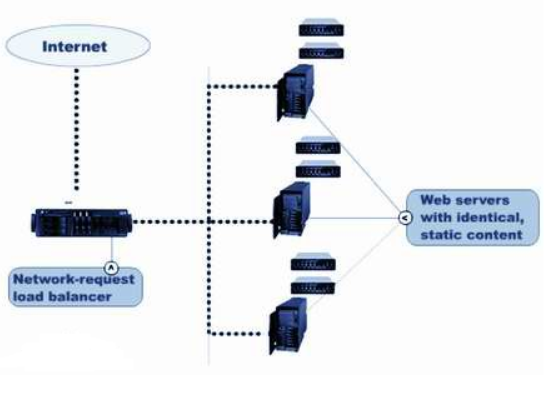 Internet
Web servers
with identical,
static content
Network-request
load balancer